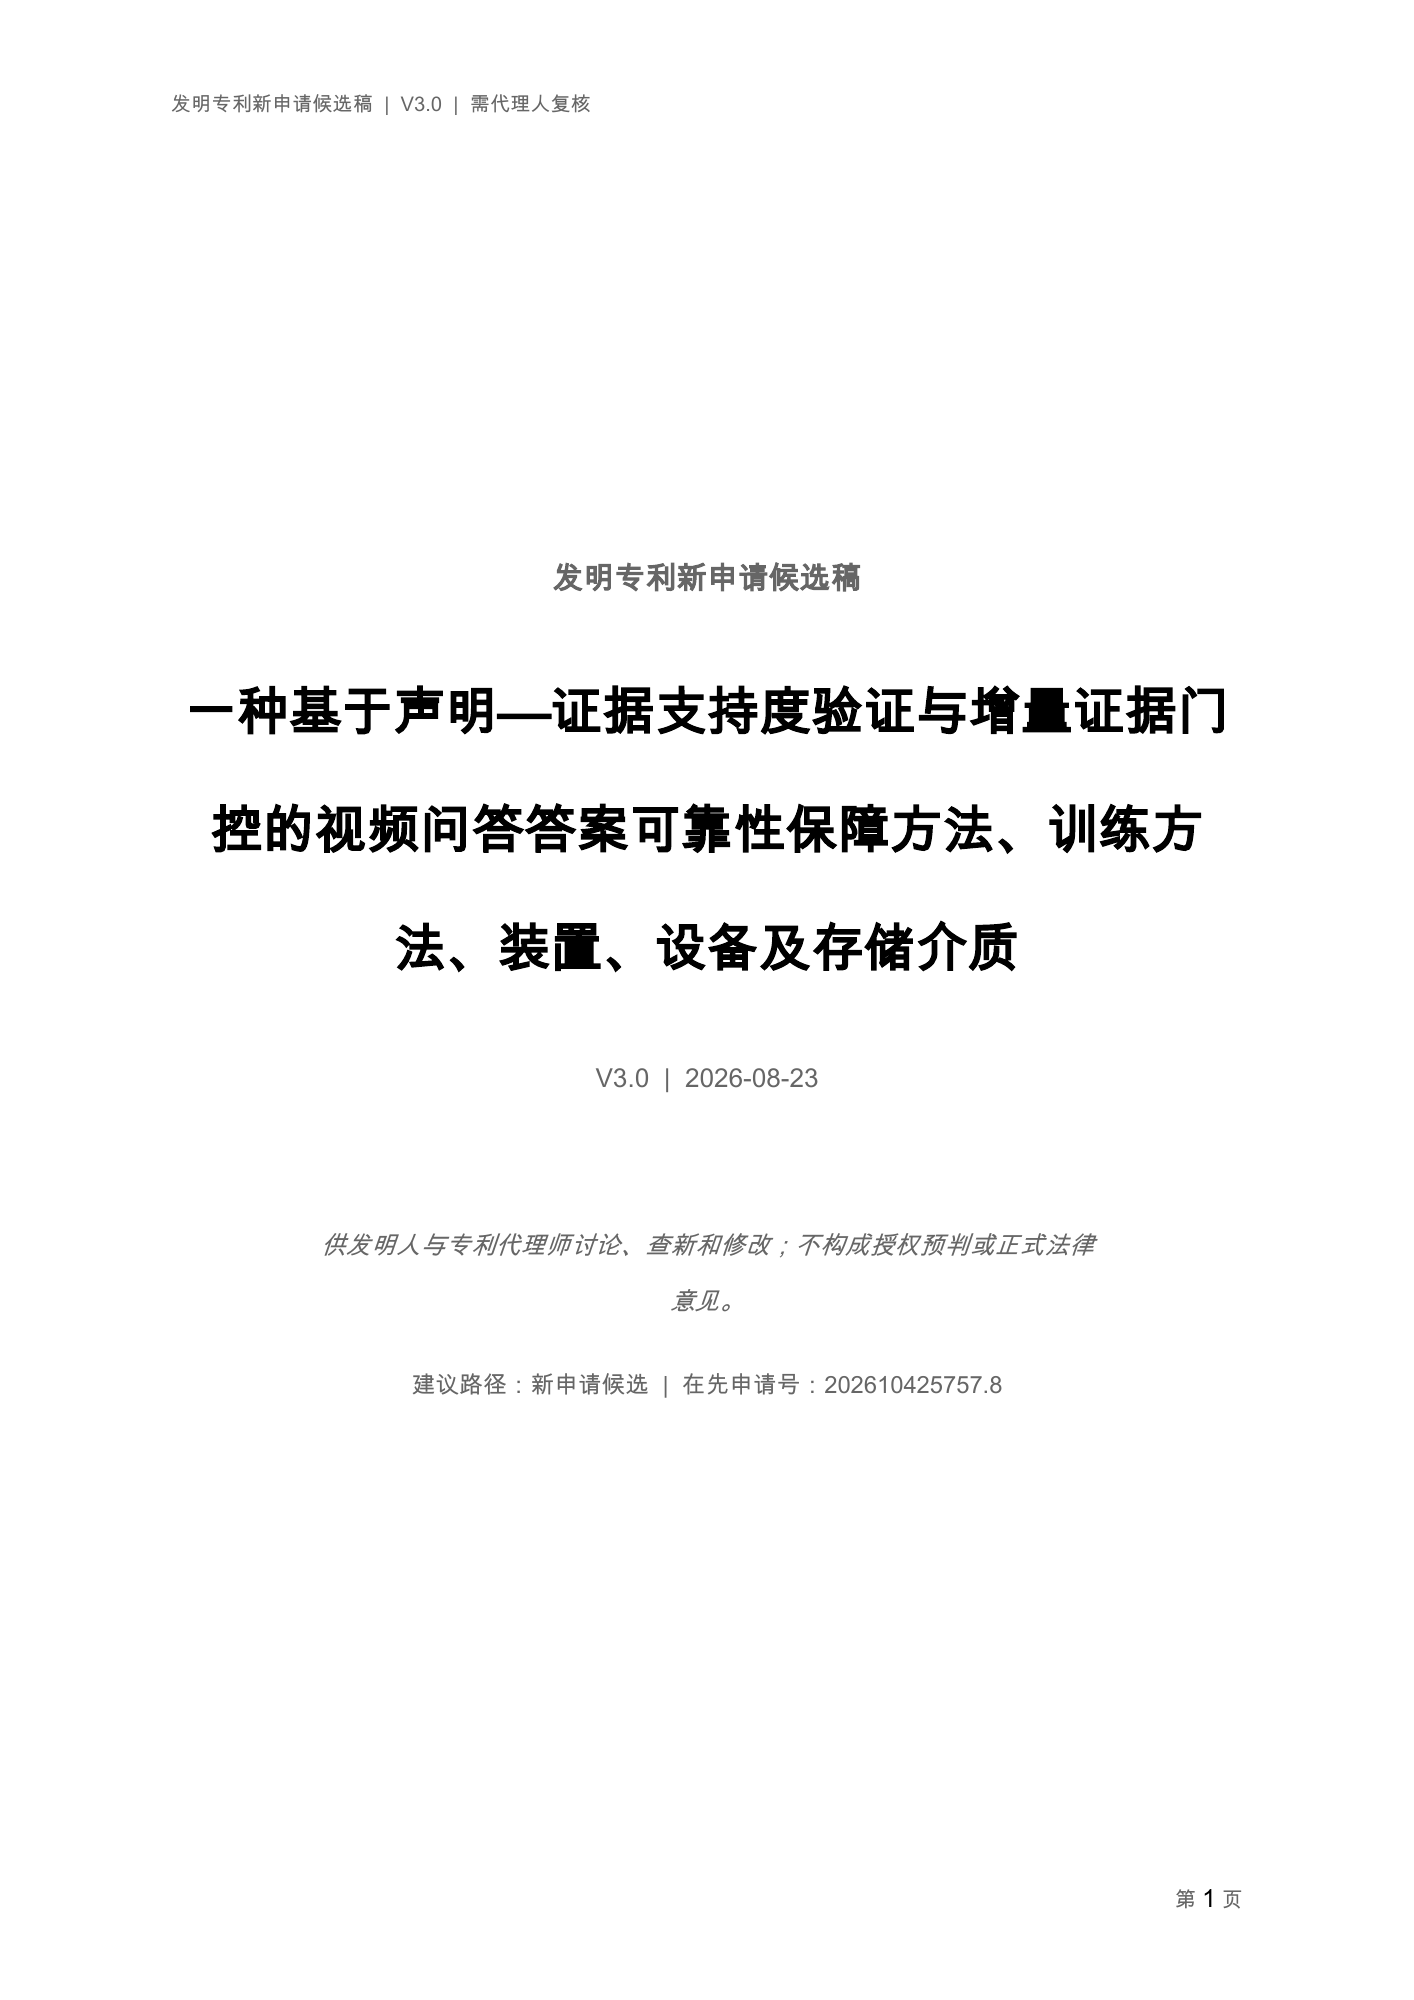 发明专利新申请候选稿 | V3.0 | 需代理人复核
发明专利新申请候选稿
一种基于声明—证据支持度验证与增量证据门
控的视频问答答案可靠性保障方法、训练方
法、装置、设备及存储介质
V3.0 | 2026-08-23
供发明人与专利代理师讨论、查新和修改；不构成授权预判或正式法律
意见。
建议路径：新申请候选 | 在先申请号：202610425757.8
第 1 页